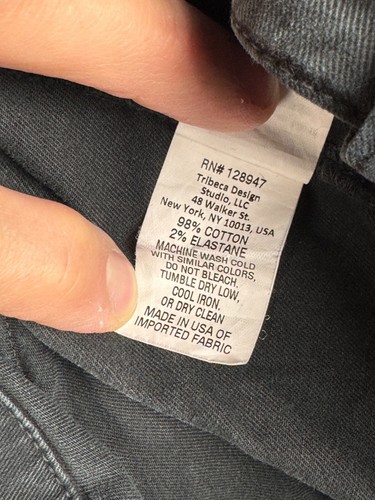 RN# 128947
Tribeca Design
Studio, LLC
48 Walker St.
New York, NY 10013, USA
98% COTTON
2% ELASTANE
MACHINE WASH COLD
WITH SIMILAR COLORS,
DO NOT BLEACH.
TUMBLE DRY LOW,
COOL IRON.
OR DRY CLEAN
MADE IN USA OF
IMPORTED FABRIC